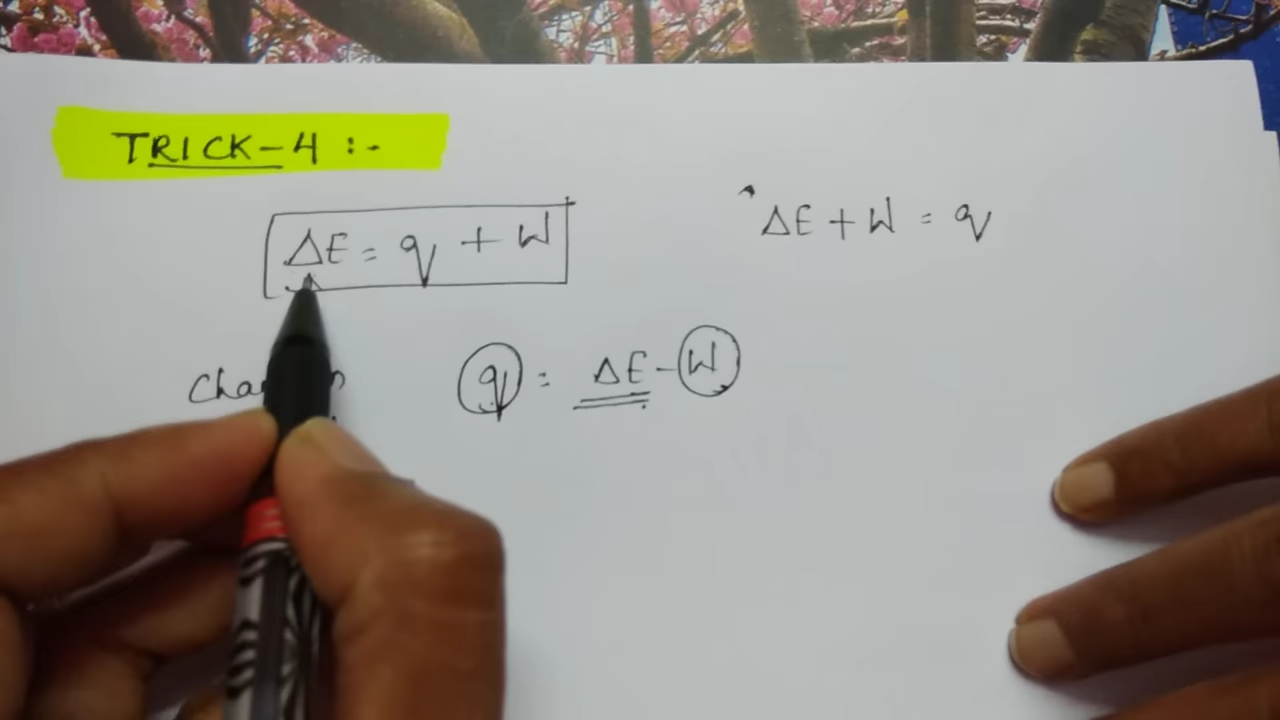 TRICK-4 :-
ΔE = q + W
ΔE + W = q
q = ΔE - W